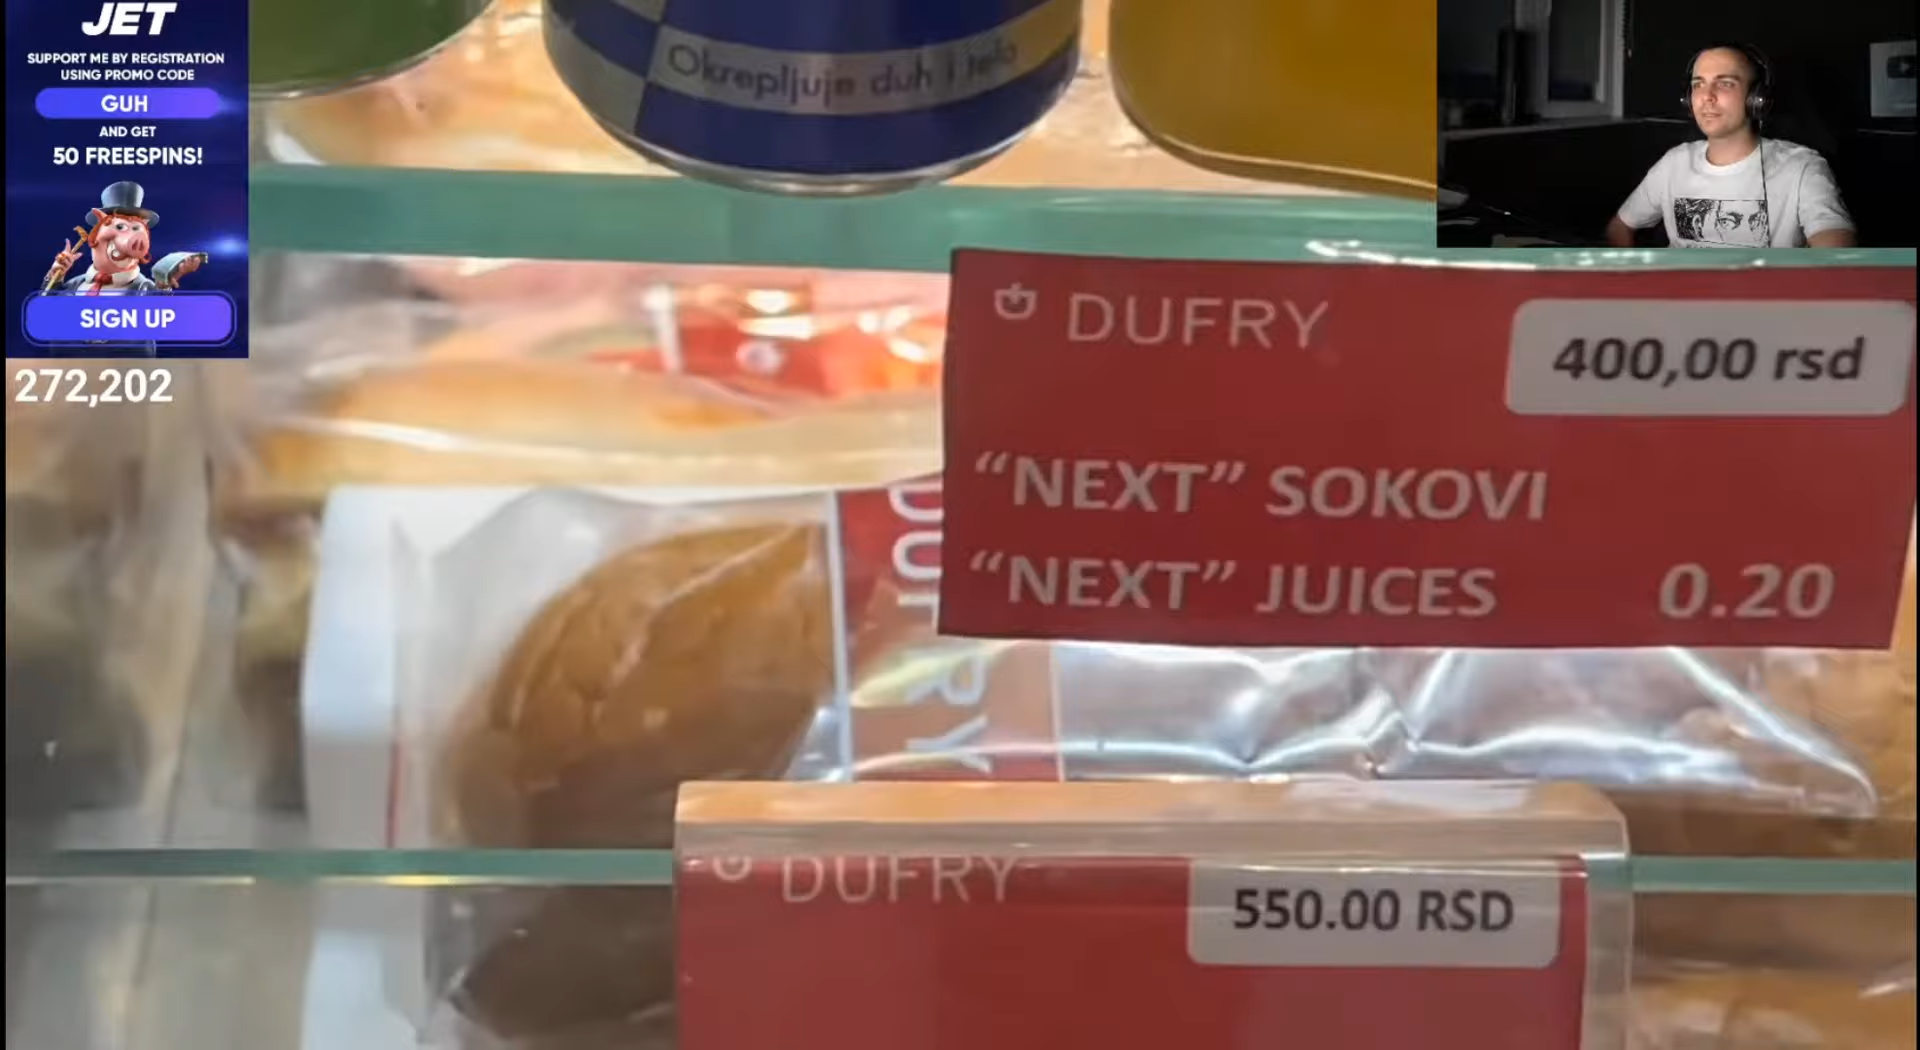 JET
SUPPORT ME BY REGISTRATION
USING PROMO CODE
GUH
AND GET
50 FREESPINS!
SIGN UP
272,202
Okrepljuje duh i telo
DUFRY
400,00 rsd
“NEXT” SOKOVI
“NEXT” JUICES 0.20
DUFRY
DUFRY
550.00 RSD